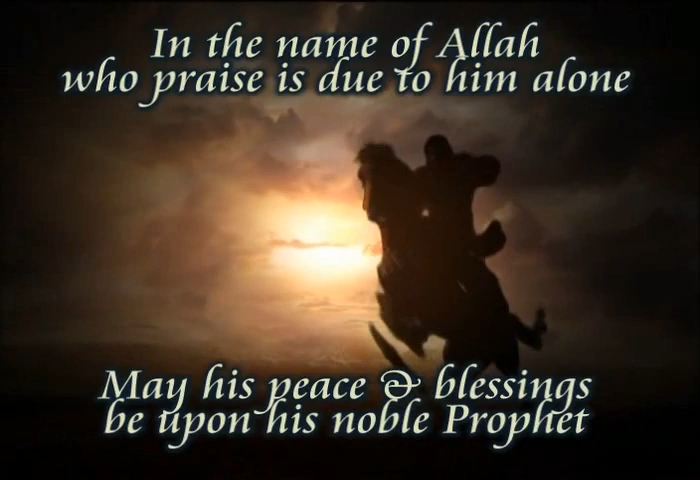 In the name of Allah
who praise is due to him alone
May his peace & blessings
be upon his noble Prophet